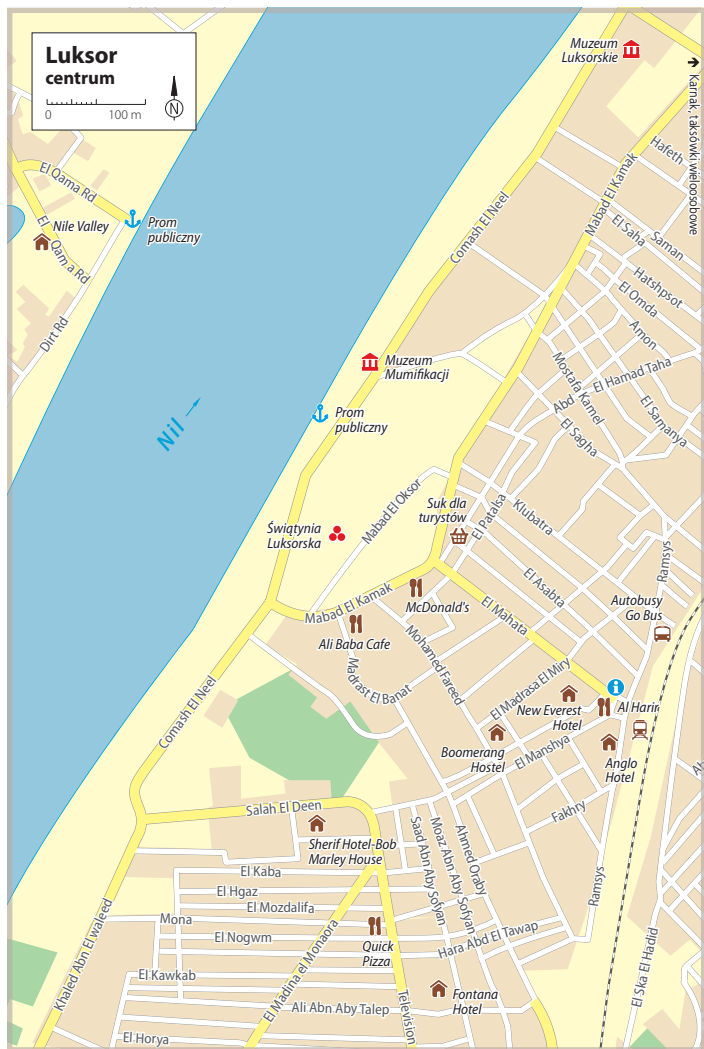 Luksor
centrum
0 100 m
N
Muzeum
Luksorskie
Karnak, taksówki wieloosobowe
Hafeth
El Qama Rd
Nile Valley
El Qama Rd
Prom
publiczny
Dirt Rd
Comash El Neel
Mabad El Kamak
El Saha
Saman
Hatshpsot
El Omda
Amon
Muzeum
Mumifikacji
Mostafa Kamel
Abd El Hamad Taha
El Samanya
El Sagha
Prom
publiczny
Nil
Mabad El Oksor
Suk dla
turystów
El Patalsa
Klubatra
Świątynia
Luksorska
Ramsys
El Asabta
Mabad El Kamak
McDonald's
El Mahata
Autobusy
Go Bus
Ali Baba Cafe
Mohamed Fareed
Madrast El Banat
El Madrasa El Miry
Comash El Neel
New Everest
Hotel
Al Harir
Boomerang
Hostel
El Manshya
Anglo
Hotel
Salah El Deen
Fakhry
Sherif Hotel-Bob
Marley House
Saad Abn Aby Sofyan
Moaz Abn Aby Sofyan
Ahmed Oraby
El Kaba
El Hgaz
El Mozdalifa
Mona
El Nogwm
Ramsys
Khaled Abn Elwaleed
El Madina el Monaora
Quick
Pizza
Hara Abd El Tawap
El Ska El Hadid
El Kawkab
Fontana
Hotel
Ali Abn Aby Talep
Television
El Horya